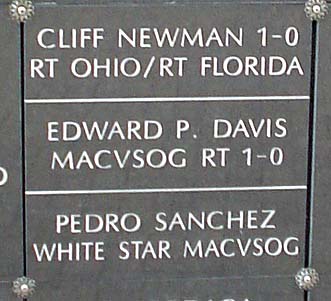 CLIFF NEWMAN 1-0
RT OHIO/RT FLORIDA
EDWARD P. DAVIS
MACVSOG RT 1-0
PEDRO SANCHEZ
WHITE STAR MACVSOG